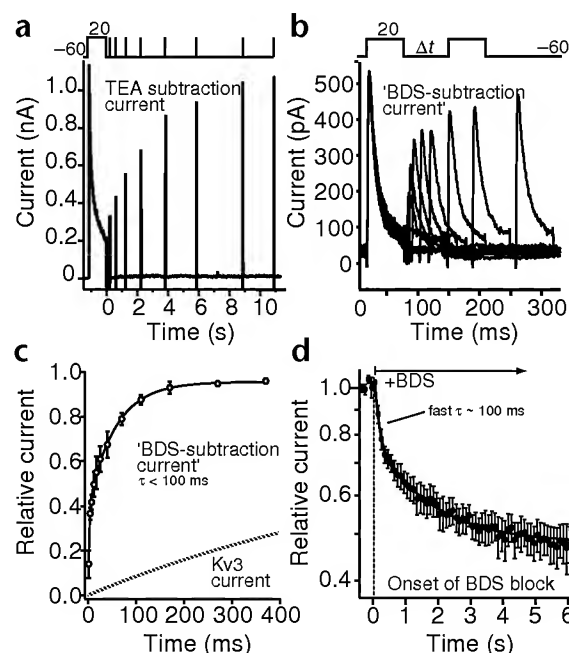 a
20
-60
TEA subtraction
current
Current (nA)
1.0
0.8
0.6
0.4
0.2
0
0 2 4 6 8 10
Time (s)
b
20
Δt
-60
'BDS-subtraction
current'
Current (pA)
500
400
300
200
100
0
0 100 200 300
Time (ms)
c
Relative current
1.0
0.8
0.6
0.4
0.2
0.0
'BDS-subtraction
current'
τ < 100 ms
Kv3
current
0 100 200 300 400
Time (ms)
d
+BDS
fast τ ~ 100 ms
Relative current
1.0
0.8
0.6
0.4
Onset of BDS block
0 1 2 3 4 5 6
Time (s)